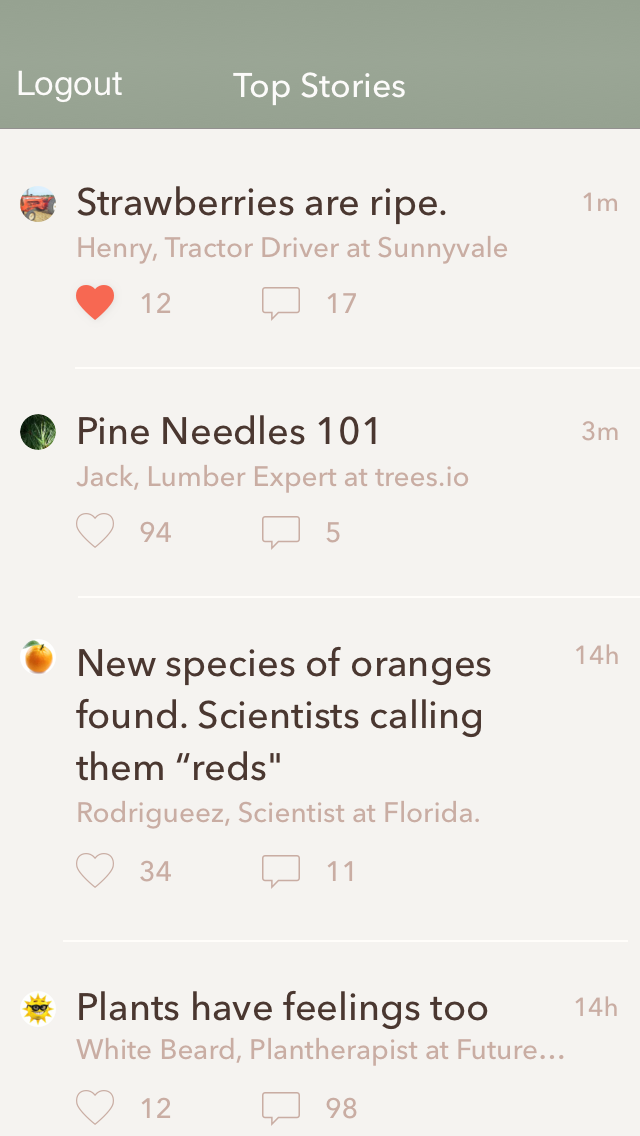 Logout Top Stories
Strawberries are ripe. 1m
Henry, Tractor Driver at Sunnyvale
12 17
Pine Needles 101 3m
Jack, Lumber Expert at trees.io
94 5
New species of oranges 14h
found. Scientists calling
them “reds"
Rodrigueez, Scientist at Florida.
34 11
Plants have feelings too 14h
White Beard, Plantherapist at Future...
12 98